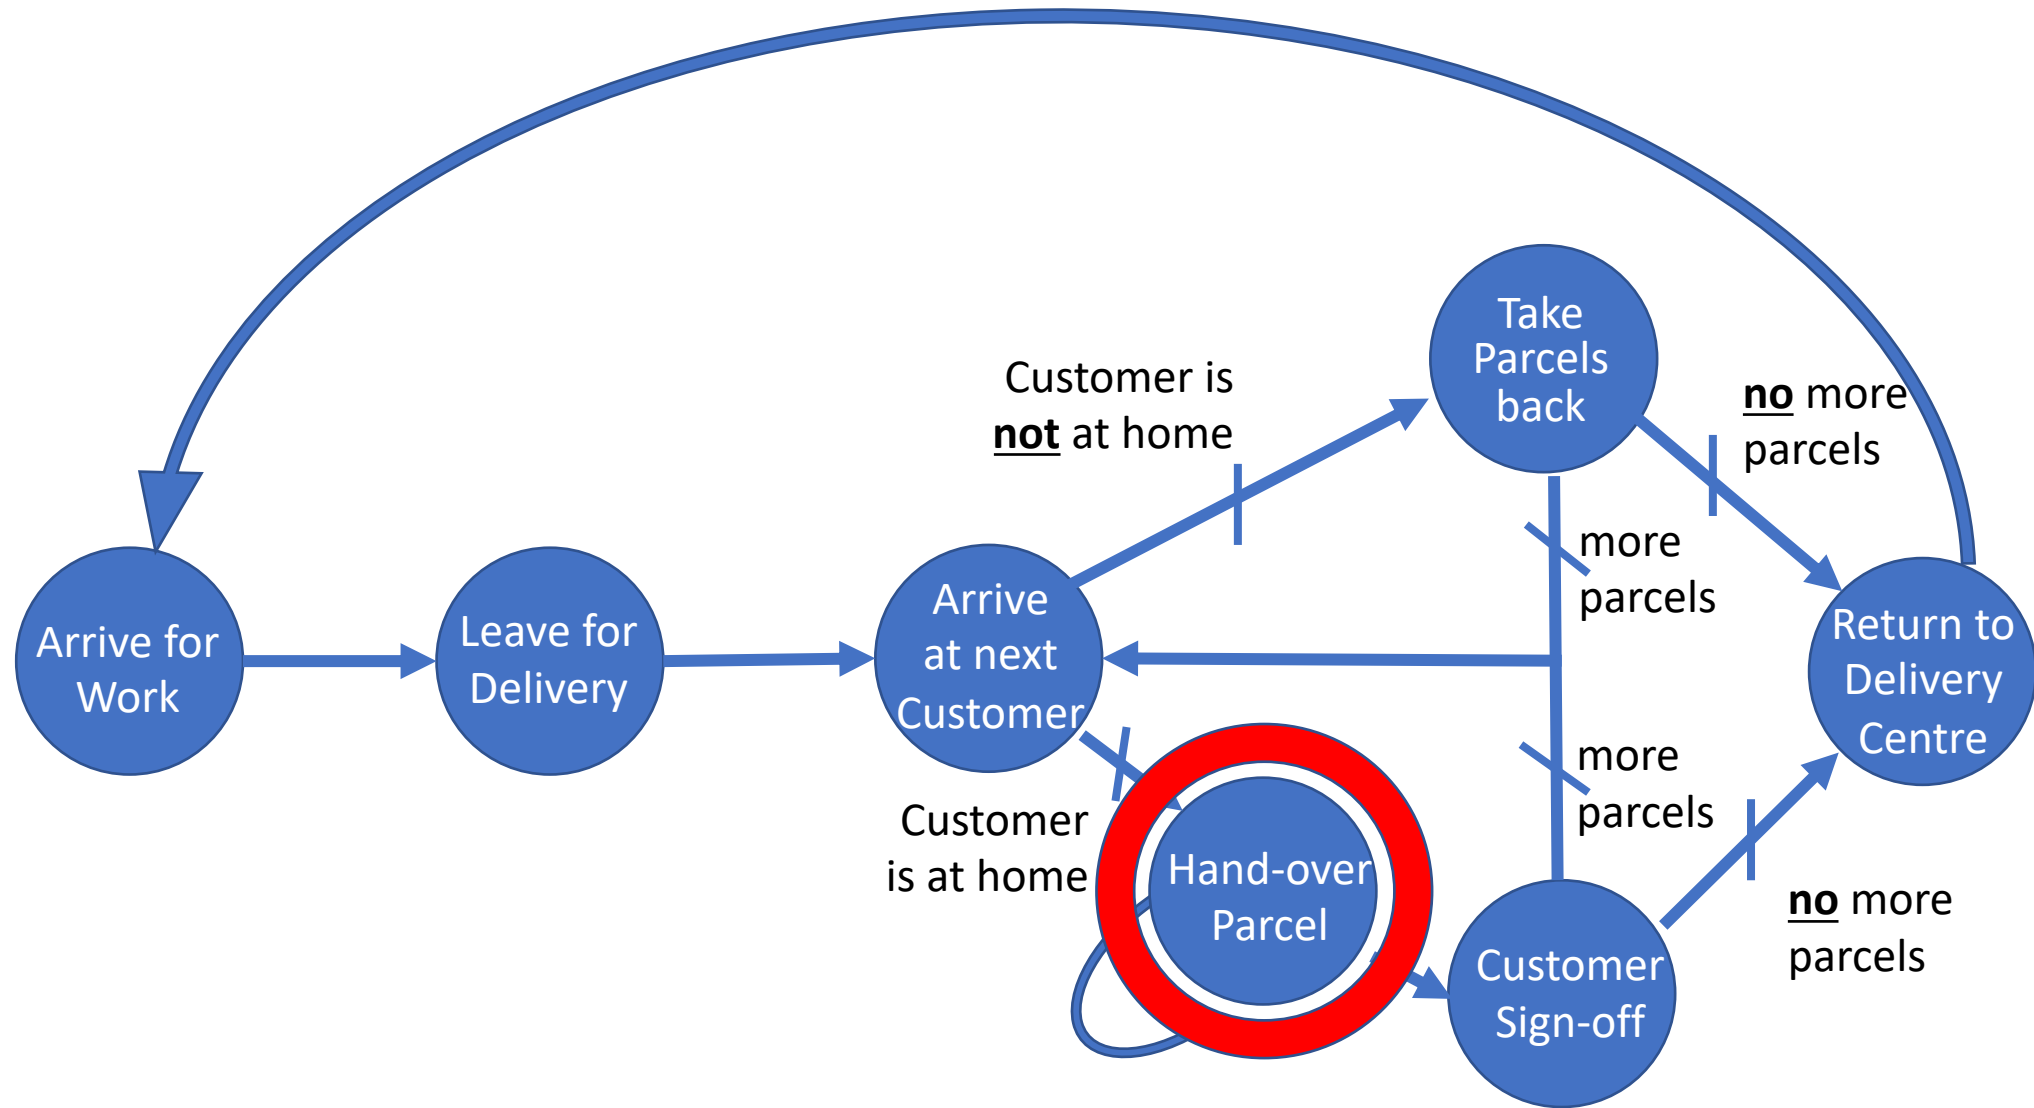 Take
Parcels
back
Customer is
not at home
no more
parcels
more
parcels
Arrive for
Work
Leave for
Delivery
Arrive
at next
Customer
Return to
Delivery
Centre
more
parcels
Customer
is at home
Hand-over
Parcel
no more
parcels
Customer
Sign-off